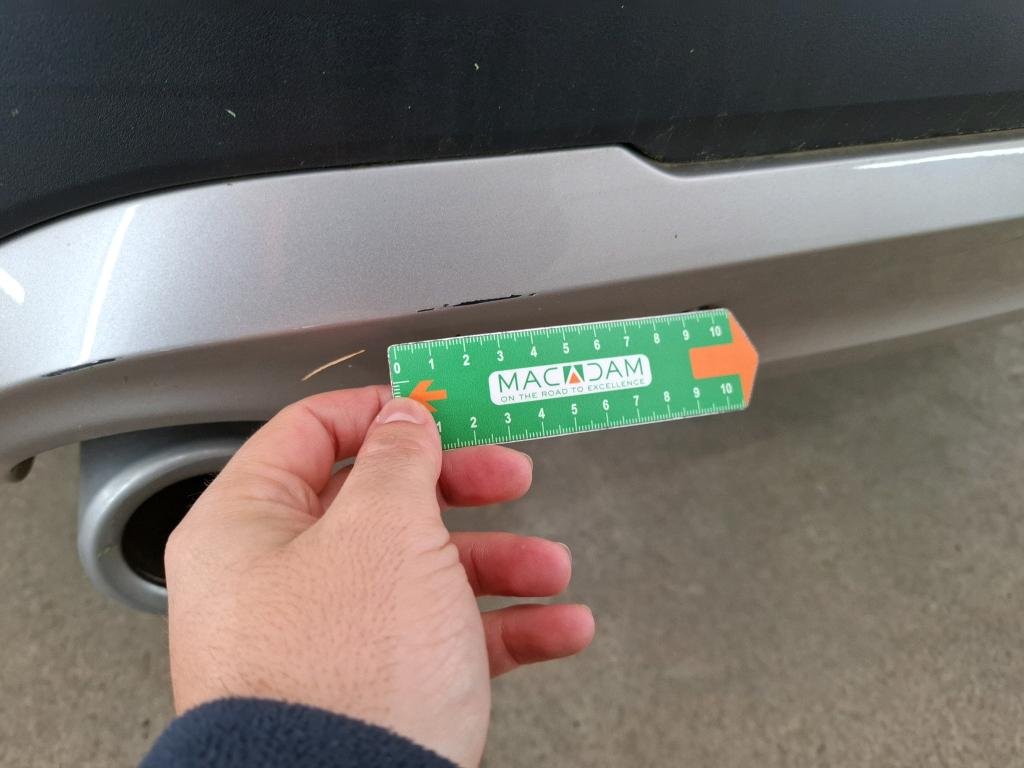 0 1 2 3 4 5 6 7 8 9 10
MACADAM
ON THE ROAD TO EXCELLENCE
1 2 3 4 5 6 7 8 9 10